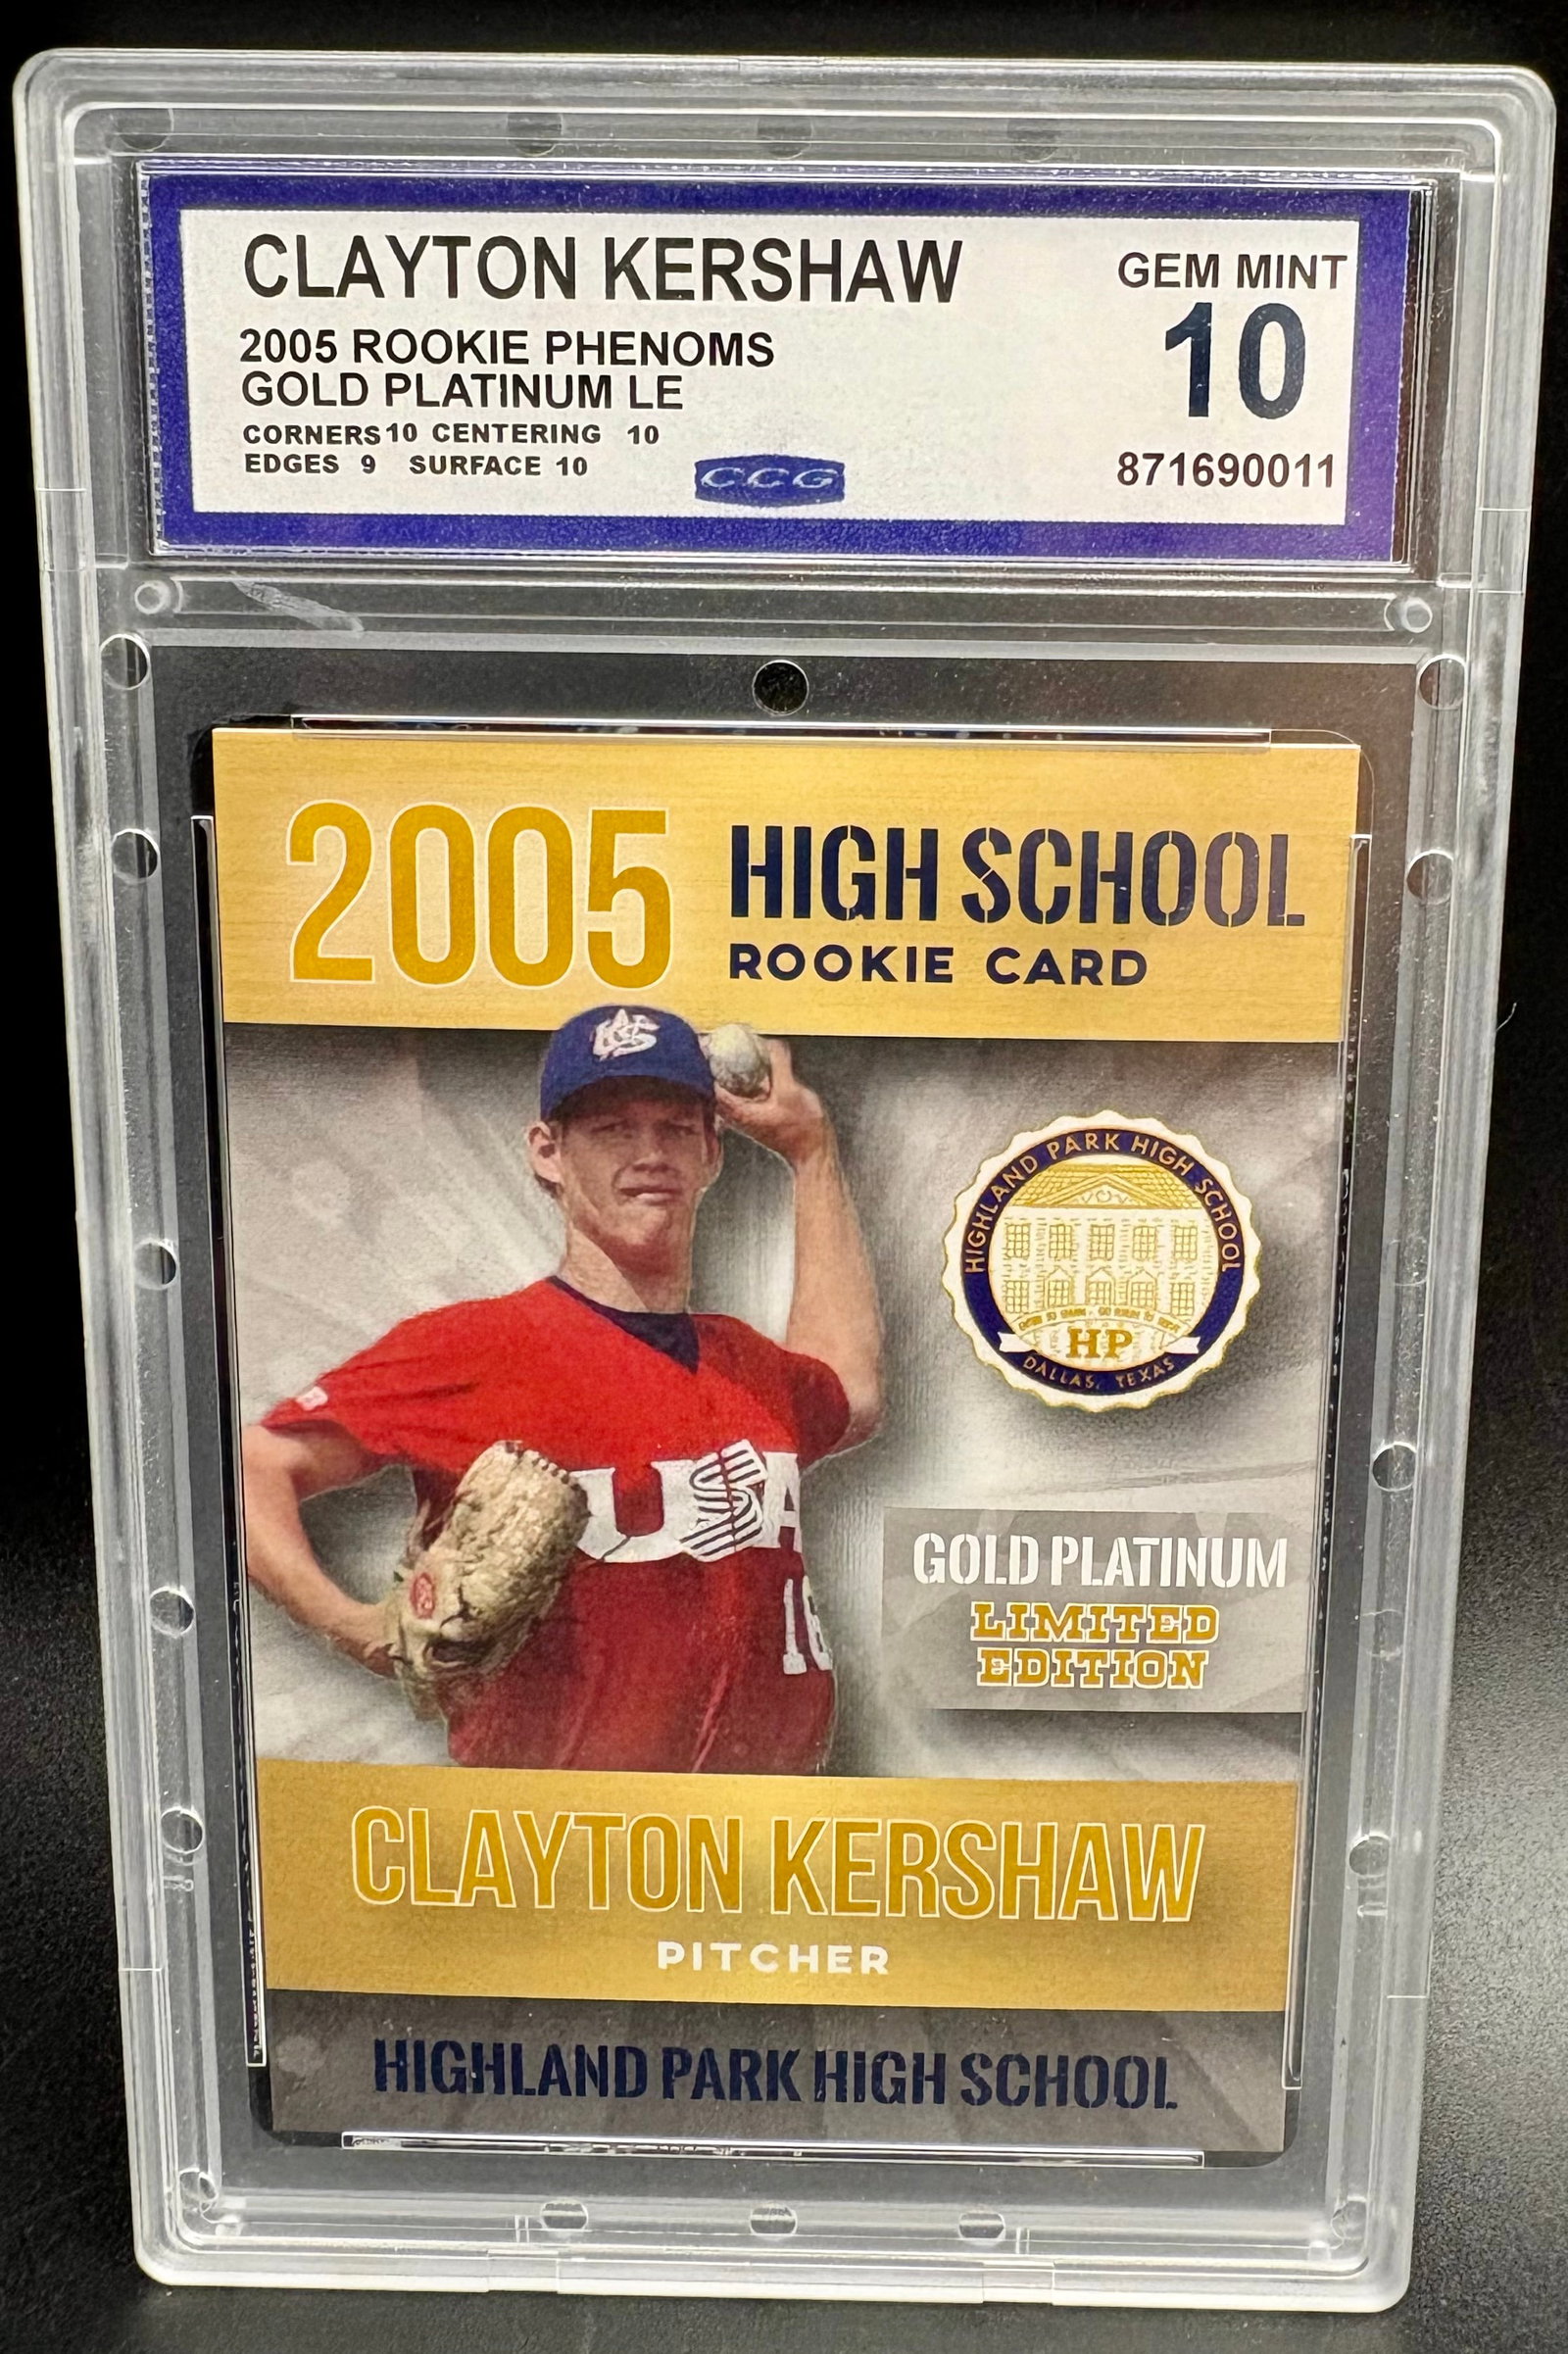 CLAYTON KERSHAW
GEM MINT
2005 ROOKIE PHENOMS
10
GOLD PLATINUM LE
CORNERS 10 CENTERING 10
EDGES 9 SURFACE 10
CCG
871690011
2005 HIGH SCHOOL
ROOKIE CARD
HIGHLAND PARK HIGH SCHOOL
HP
DALLAS, TEXAS
USA
16
GOLD PLATINUM
LIMITED
EDITION
CLAYTON KERSHAW
PITCHER
HIGHLAND PARK HIGH SCHOOL